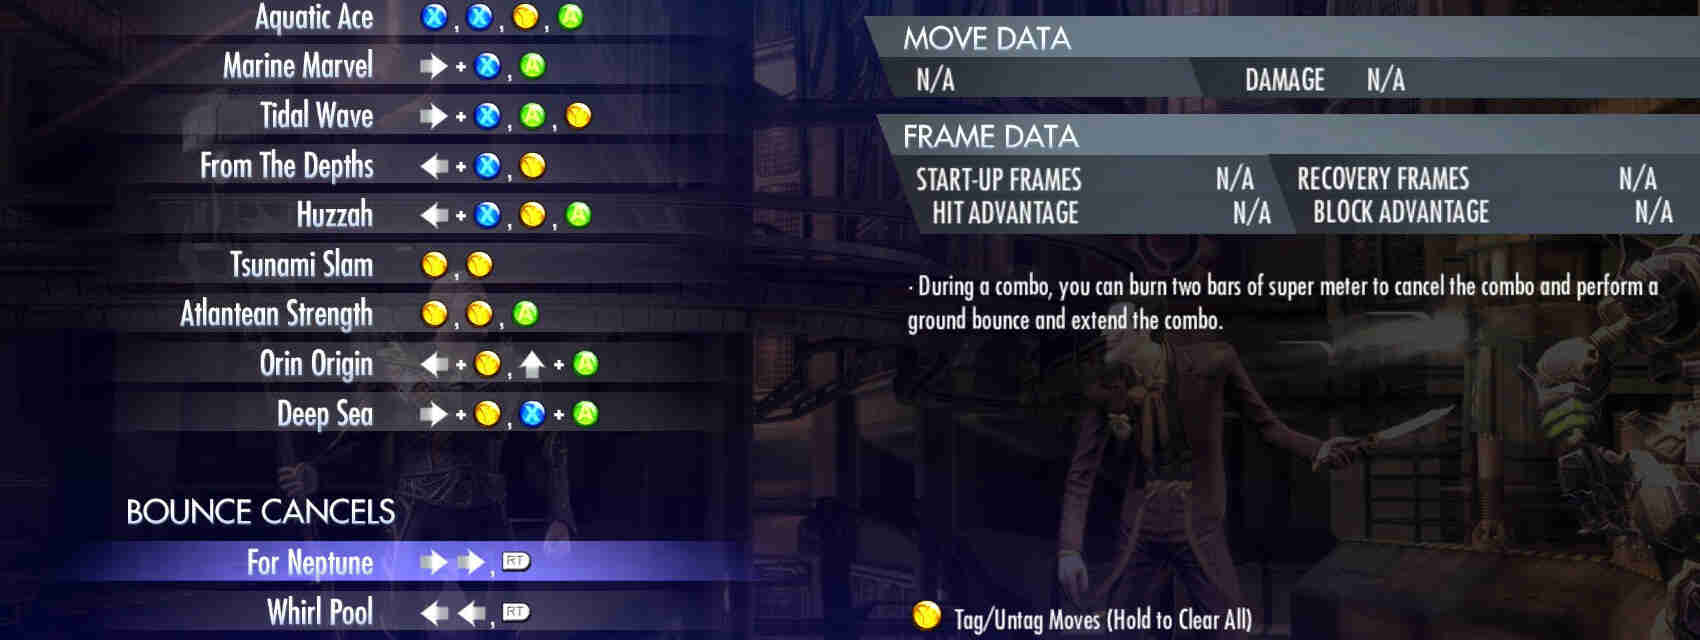 Aquatic Ace X , X , Y , A
Marine Marvel + X , A
Tidal Wave + X , A , Y
From The Depths + X , Y
Huzzah + X , Y , A
Tsunami Slam Y , Y
Atlantean Strength Y , Y , A
Orin Origin + Y , + A
Deep Sea + Y , X + A
BOUNCE CANCELS
For Neptune , RT
Whirl Pool , RT
MOVE DATA
N/A DAMAGE N/A
FRAME DATA
START-UP FRAMES N/A RECOVERY FRAMES N/A
HIT ADVANTAGE N/A BLOCK ADVANTAGE N/A
· During a combo, you can burn two bars of super meter to cancel the combo and perform a
ground bounce and extend the combo.
Y Tag/Untag Moves (Hold to Clear All)